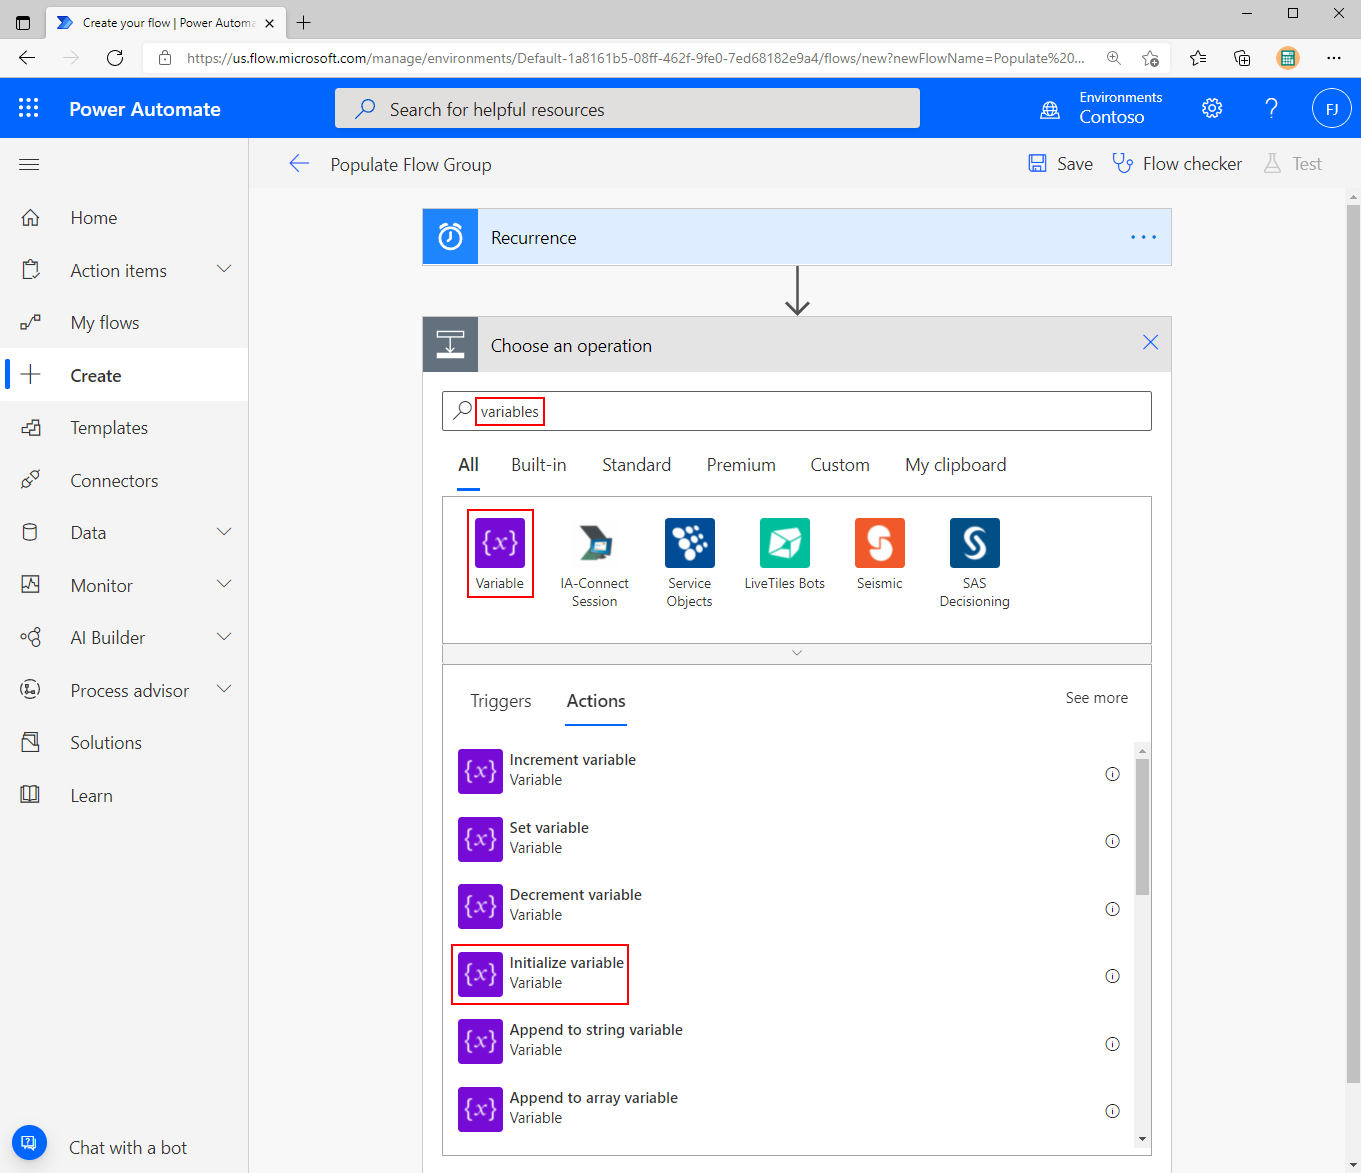 Create your flow | Power Automa
https://us.flow.microsoft.com/manage/environments/Default-1a8161b5-08ff-462f-9fe0-7ed68182e9a4/flows/new?newFlowName=Populate%20...
Power Automate
Search for helpful resources
Environments
Contoso
FJ
Populate Flow Group
Save
Flow checker
Test
Home
Action items
My flows
Create
Templates
Connectors
Data
Monitor
AI Builder
Process advisor
Solutions
Learn
Chat with a bot
Recurrence
Choose an operation
variables
All
Built-in
Standard
Premium
Custom
My clipboard
{x}
Variable
IA-Connect
Session
Service
Objects
LiveTiles Bots
Seismic
SAS
Decisioning
Triggers
Actions
See more
{x}
Increment variable
Variable
{x}
Set variable
Variable
{x}
Decrement variable
Variable
{x}
Initialize variable
Variable
{x}
Append to string variable
Variable
{x}
Append to array variable
Variable